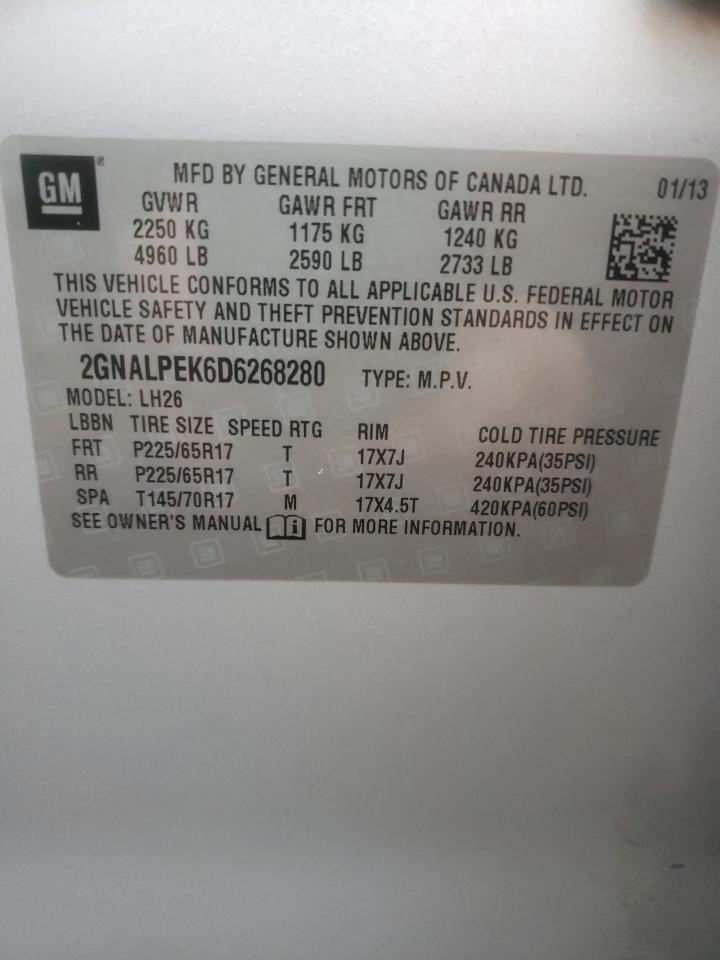 GM ®
MFD BY GENERAL MOTORS OF CANADA LTD. 01/13
GVWR GAWR FRT GAWR RR
2250 KG 1175 KG 1240 KG
4960 LB 2590 LB 2733 LB
THIS VEHICLE CONFORMS TO ALL APPLICABLE U.S. FEDERAL MOTOR
VEHICLE SAFETY AND THEFT PREVENTION STANDARDS IN EFFECT ON
THE DATE OF MANUFACTURE SHOWN ABOVE.
2GNALPEK6D6268280 TYPE: M.P.V.
MODEL: LH26
LBBN TIRE SIZE SPEED RTG RIM COLD TIRE PRESSURE
FRT P225/65R17 T 17X7J 240KPA(35PSI)
RR P225/65R17 T 17X7J 240KPA(35PSI)
SPA T145/70R17 M 17X4.5T 420KPA(60PSI)
SEE OWNER'S MANUAL FOR MORE INFORMATION.